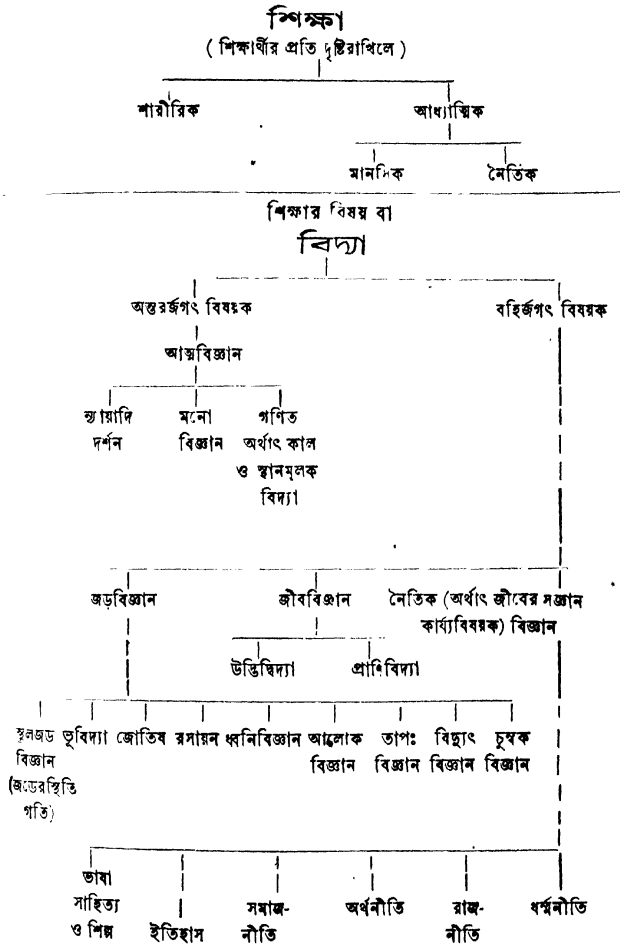 শিক্ষা
( শিক্ষার্থীর প্রতি দৃষ্টিরাখিলে )
শারীরিক আধ্যাত্মিক
মানসিক নৈতিক
শিক্ষার বিষয় বা
বিদ্যা
অন্তরর্জগৎ বিষয়ক বহির্জগৎ বিষয়ক
আত্মবিজ্ঞান
ন্যায়াদি মনো গণিত
দর্শন বিজ্ঞান অর্থাৎ কাল
ও স্থানমূলক
বিদ্যা
জড়বিজ্ঞান জীববিজ্ঞান নৈতিক (অর্থাৎ জীবের সজ্ঞান
কার্য্যবিষয়ক) বিজ্ঞান
উদ্ভিদ্বিদ্যা প্রাণিবিদ্যা
স্থূলজড ভূবিদ্যা জ্যোতিষ রসায়ন ধ্বনিবিজ্ঞান আলোক তাপঃ বিদ্যুৎ চুম্বক
বিজ্ঞান বিজ্ঞান বিজ্ঞান বিজ্ঞান বিজ্ঞান
(জডেরস্থিতি
গতি)
ভাষা
সাহিত্য সমাজ- অর্থনীতি রাজ- ধর্ম্মনীতি
ও শিল্প ইতিহাস নীতি নীতি